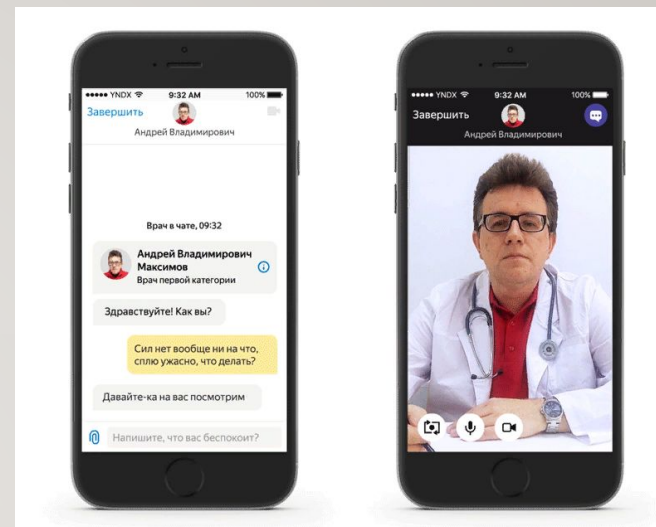 YNDX 9:32 AM 100%
Завершить
Андрей Владимирович
Врач в чате, 09:32
Андрей Владимирович
Максимов
Врач первой категории
Здравствуйте! Как вы?
Сил нет вообще ни на что,
сплю ужасно, что делать?
Давайте-ка на вас посмотрим
Напишите, что вас беспокоит?
YNDX 9:32 AM 100%
Завершить
Андрей Владимирович